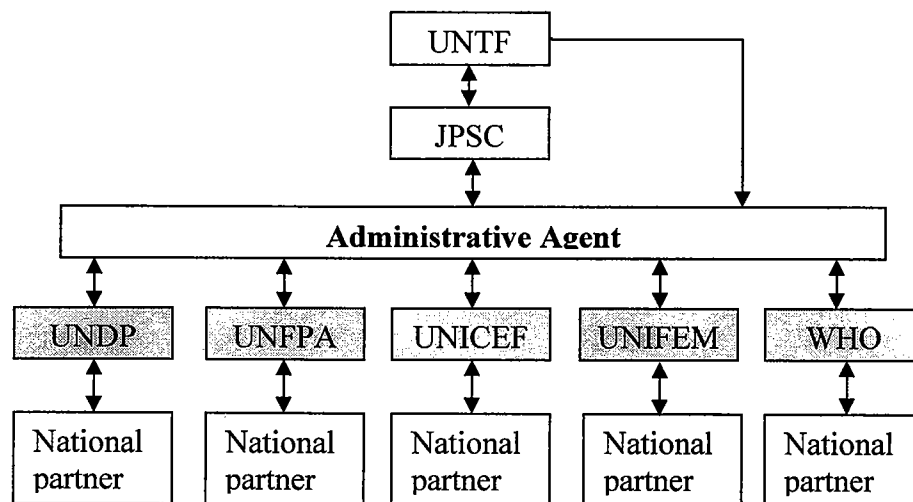 UNTF
JPSC
Administrative Agent
UNDP
UNFPA
UNICEF
UNIFEM
WHO
National
partner
National
partner
National
partner
National
partner
National
partner